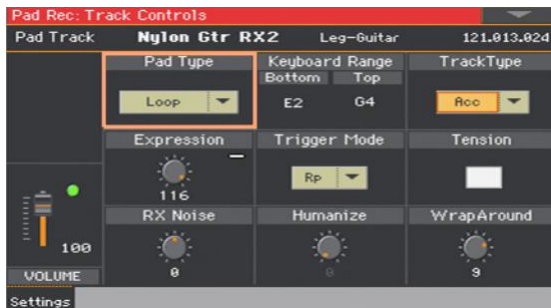 Pad Rec: Track Controls
Pad Track Nylon Gtr RX2 Leg-Guitar 121.013.024
Pad Type Keyboard Range TrackType
Bottom Top
Loop E2 G4 Acc
Expression Trigger Mode Tension
Rp
116
RX Noise Humanize WrapAround
100
0 0 9
VOLUME
Settings